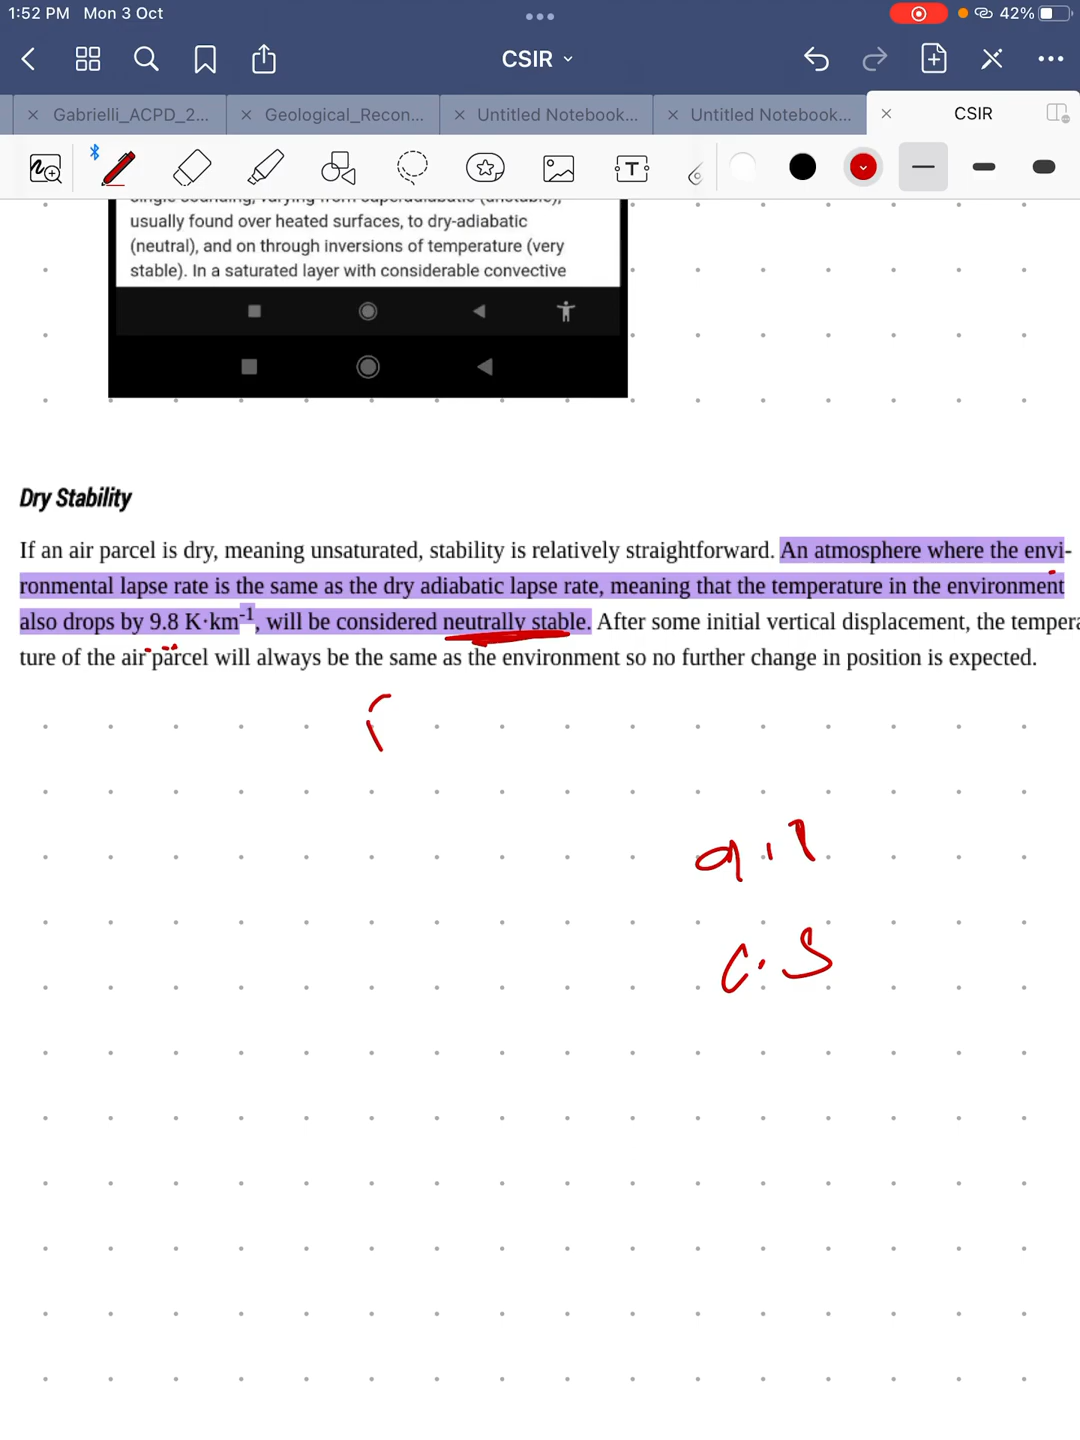 1:52 PM Mon 3 Oct
42%
CSIR
Gabrielli_ACPD_2...
Geological_Recon...
Untitled Notebook...
Untitled Notebook...
CSIR
T
single sounding, varying from superadiabatic (unstable),
usually found over heated surfaces, to dry-adiabatic
(neutral), and on through inversions of temperature (very
stable). In a saturated layer with considerable convective
Dry Stability
If an air parcel is dry, meaning unsaturated, stability is relatively straightforward. An atmosphere where the envi-
ronmental lapse rate is the same as the dry adiabatic lapse rate, meaning that the temperature in the environment
also drops by 9.8 K·km⁻¹, will be considered neutrally stable. After some initial vertical displacement, the tempera
ture of the air parcel will always be the same as the environment so no further change in position is expected.